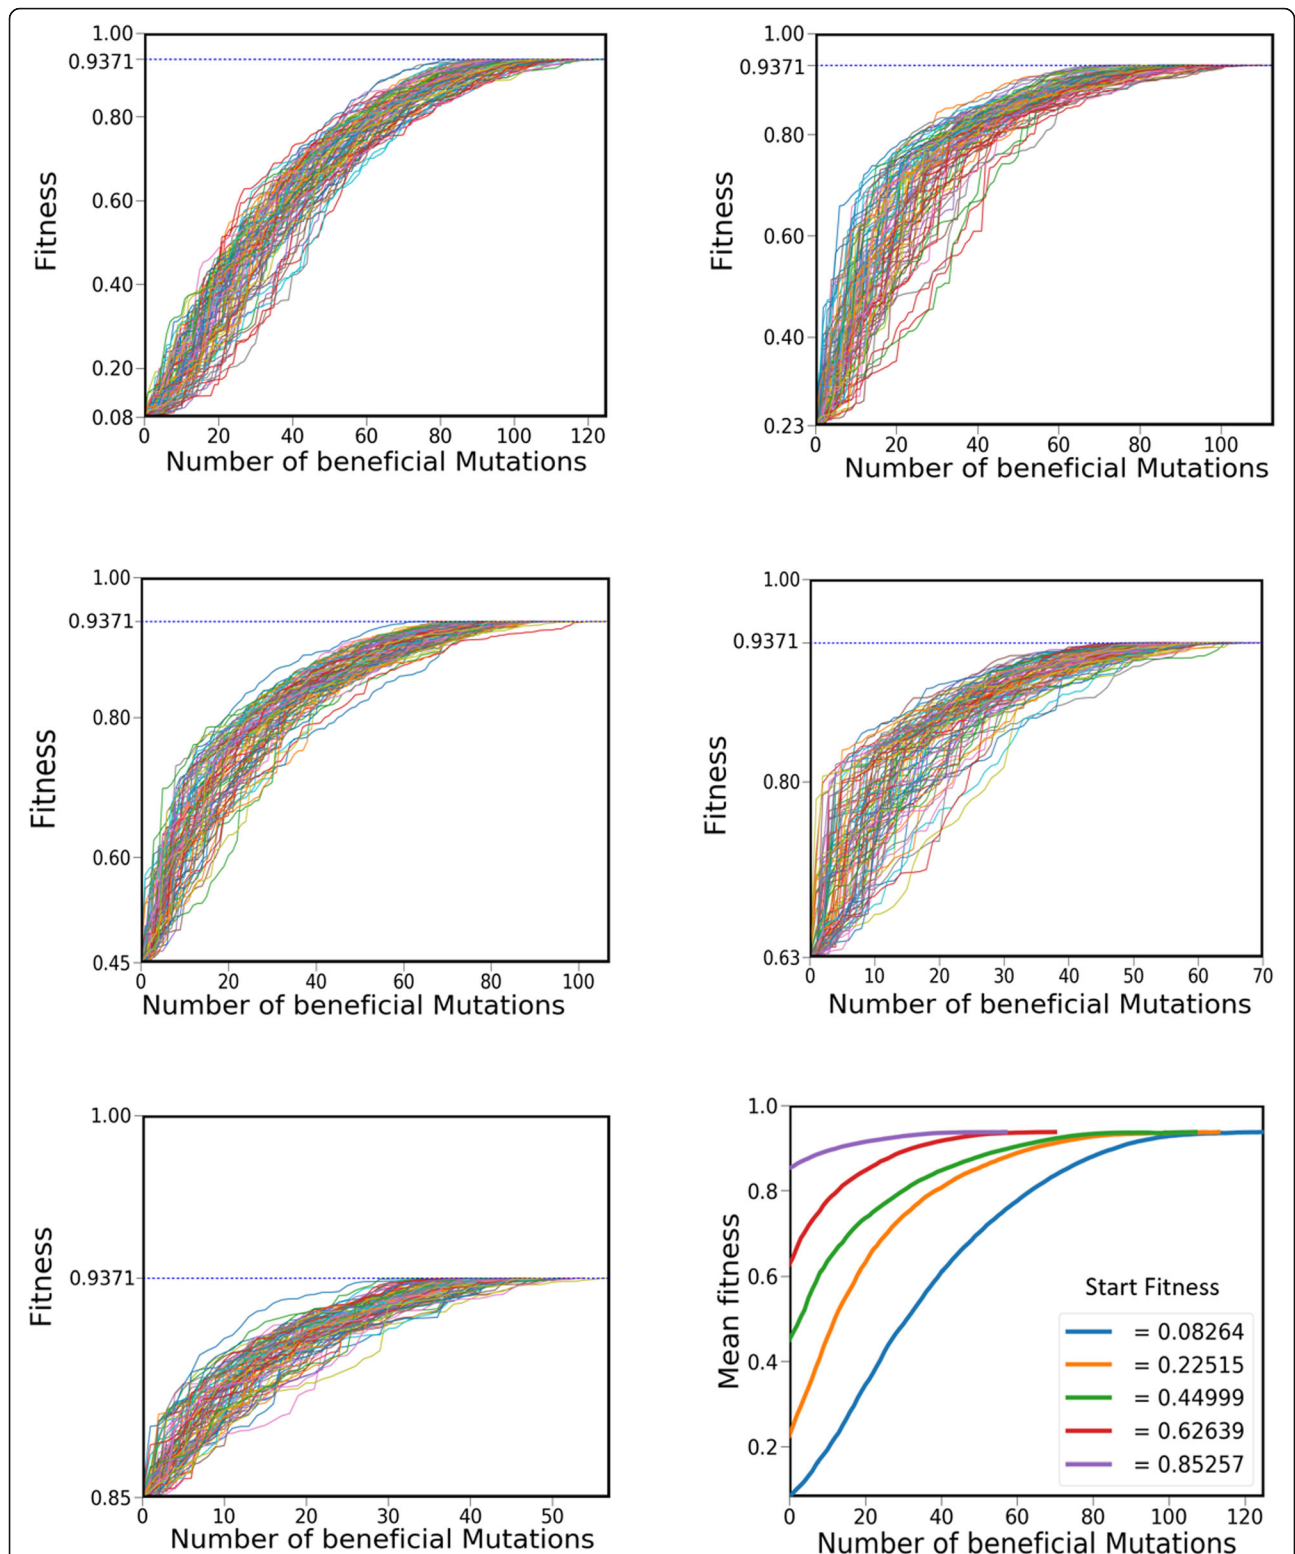 1.00
0.9371
0.80
0.60
0.40
0.20
0.08
0 20 40 60 80 100 120
Fitness
Number of beneficial Mutations
1.00
0.9371
0.80
0.60
0.40
0.23
0 20 40 60 80 100
Fitness
Number of beneficial Mutations
1.00
0.9371
0.80
0.60
0.45
0 20 40 60 80 100
Fitness
Number of beneficial Mutations
1.00
0.9371
0.80
0.63
0 10 20 30 40 50 60 70
Fitness
Number of beneficial Mutations
1.00
0.9371
0.85
0 10 20 30 40 50
Fitness
Number of beneficial Mutations
1.0
0.8
0.6
0.4
0.2
0 20 40 60 80 100 120
Mean fitness
Number of beneficial Mutations
Start Fitness
= 0.08264
= 0.22515
= 0.44999
= 0.62639
= 0.85257